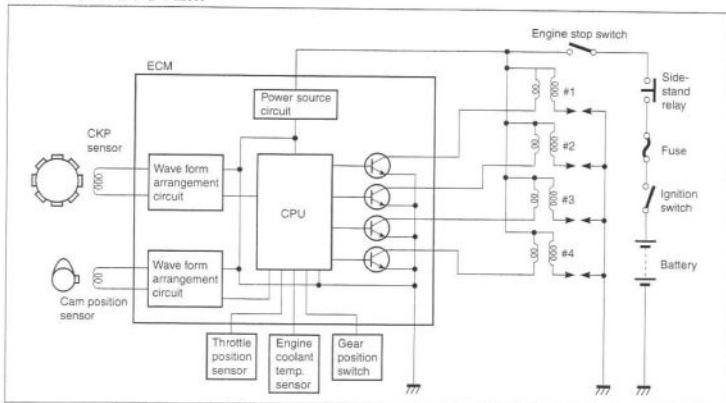 Engine stop switch
ECM
Power source
circuit
#1
Side-
stand
relay
CKP
sensor
Wave form
arrangement
circuit
CPU
#2
Fuse
#3
Ignition
switch
#4
Wave form
arrangement
circuit
Cam position
sensor
Battery
Throttle
position
sensor
Engine
coolant
temp.
sensor
Gear
position
switch